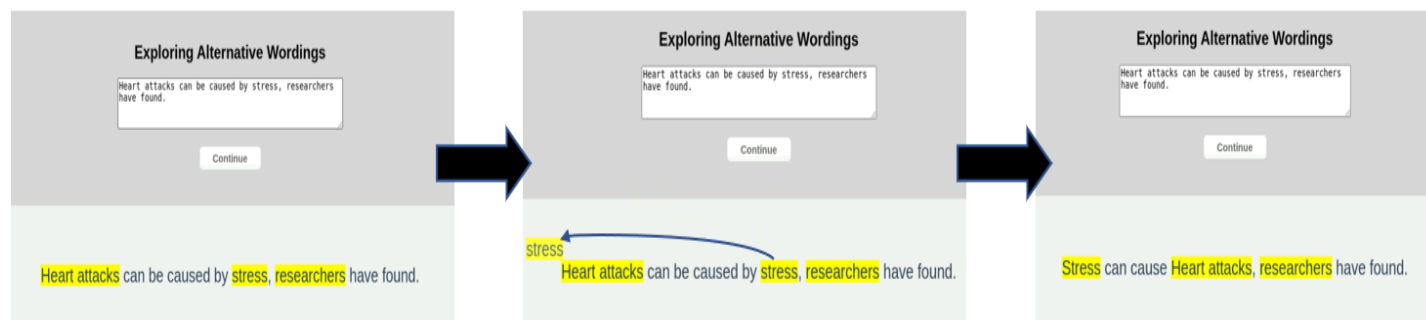 Exploring Alternative Wordings
Heart attacks can be caused by stress, researchers
have found.
Continue
Heart attacks can be caused by stress, researchers have found.
Exploring Alternative Wordings
Heart attacks can be caused by stress, researchers
have found.
Continue
stress
Heart attacks can be caused by stress, researchers have found.
Exploring Alternative Wordings
Heart attacks can be caused by stress, researchers
have found.
Continue
Stress can cause Heart attacks, researchers have found.